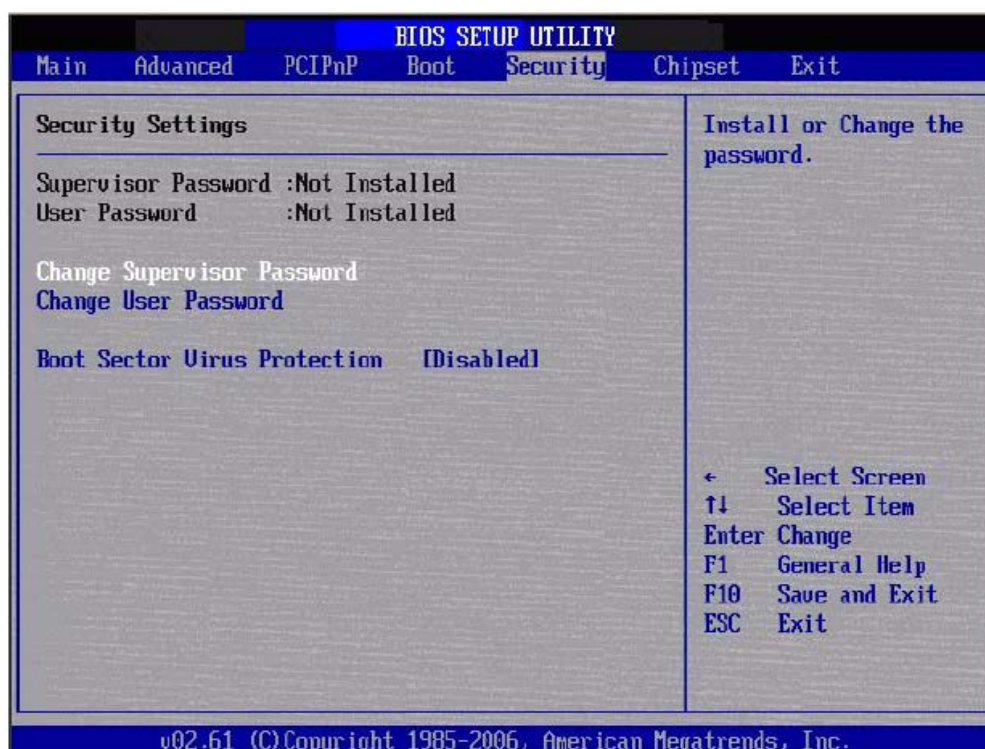 BIOS SETUP UTILITY
Main Advanced PCIPnP Boot Security Chipset Exit
Security Settings
Supervisor Password :Not Installed
User Password :Not Installed
Change Supervisor Password
Change User Password
Boot Sector Virus Protection [Disabled]
Install or Change the
password.
← Select Screen
↑↓ Select Item
Enter Change
F1 General Help
F10 Save and Exit
ESC Exit
v02.61 (C)Copyright 1985-2006, American Megatrends, Inc.